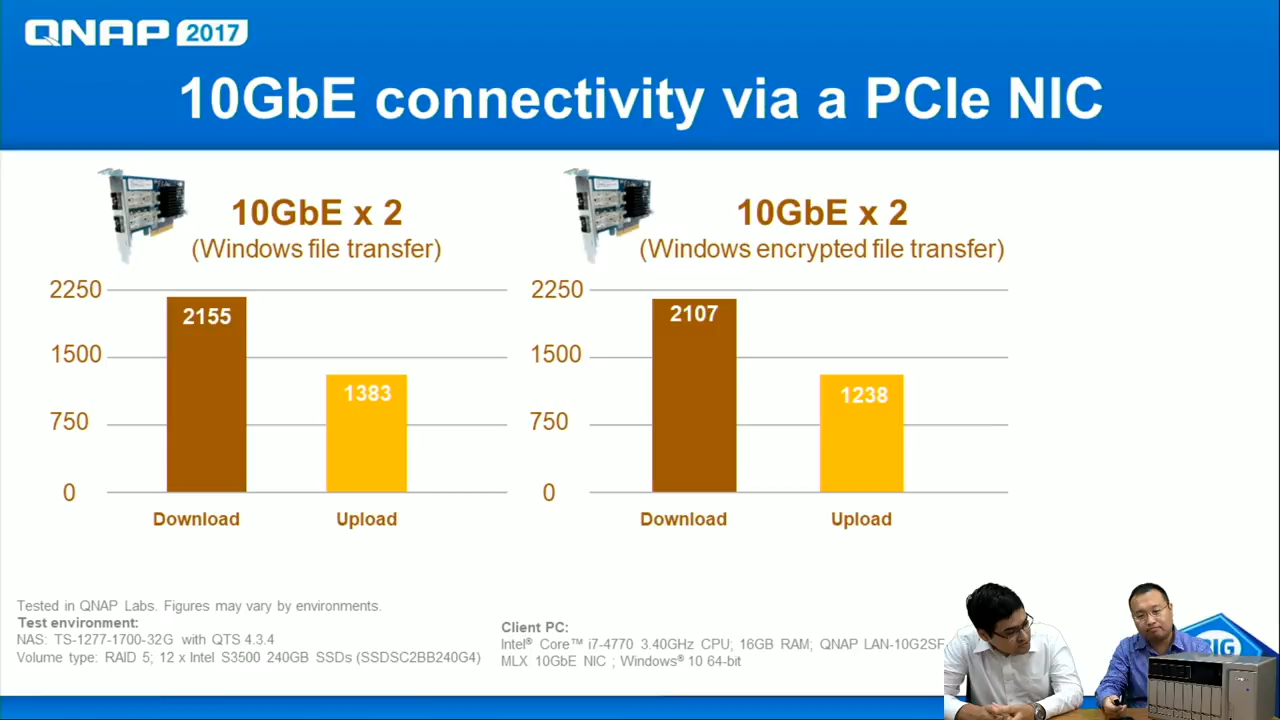 QNAP 2017
10GbE connectivity via a PCIe NIC
10GbE x 2
(Windows file transfer)
2250
1500
750
0
2155
1383
Download
Upload
10GbE x 2
(Windows encrypted file transfer)
2250
1500
750
0
2107
1238
Download
Upload
Tested in QNAP Labs. Figures may vary by environments.
Test environment:
NAS: TS-1277-1700-32G with QTS 4.3.4
Volume type: RAID 5; 12 x Intel S3500 240GB SSDs (SSDSC2BB240G4)
Client PC:
Intel® Core™ i7-4770 3.40GHz CPU; 16GB RAM; QNAP LAN-10G2SF
MLX 10GbE NIC ; Windows® 10 64-bit